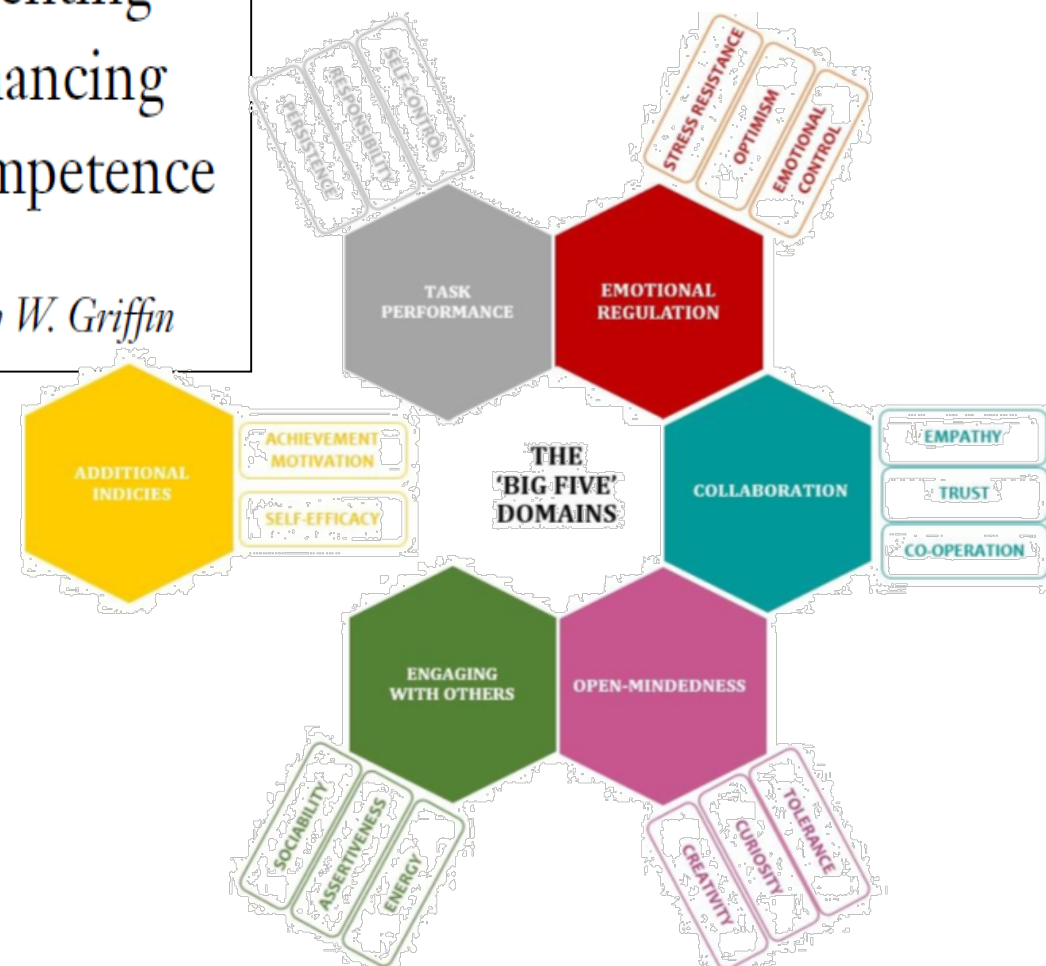 ancing
mpetence
W. Griffin
PERSISTENCE
RESPONSIBILITY
SELF-CONTROL
STRESS RESISTANCE
OPTIMISM
EMOTIONAL
CONTROL
TASK
PERFORMANCE
EMOTIONAL
REGULATION
ADDITIONAL
INDICIES
ACHIEVEMENT
MOTIVATION
SELF-EFFICACY
THE
‘BIG FIVE’
DOMAINS
COLLABORATION
EMPATHY
TRUST
CO-OPERATION
ENGAGING
WITH OTHERS
OPEN-MINDEDNESS
SOCIABILITY
ASSERTIVENESS
ENERGY
CREATIVITY
CURIOSITY
TOLERANCE